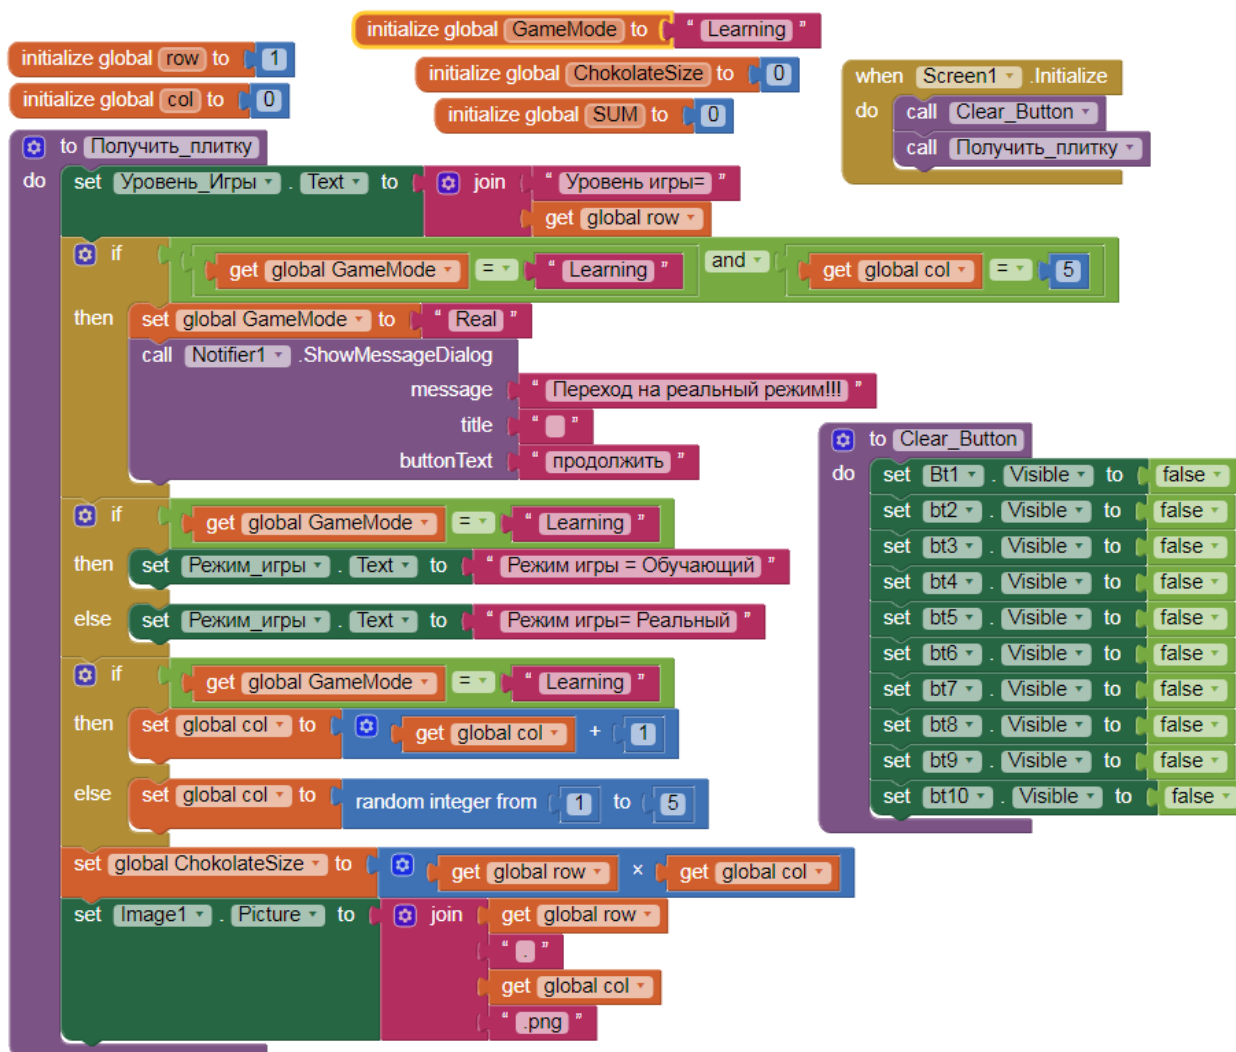 initialize global GameMode to " Learning "
initialize global row to 1
initialize global ChokolateSize to 0
initialize global col to 0
initialize global SUM to 0
when Screen1 .Initialize
do call Clear_Button
call Получить_плитку
to Получить_плитку
do set Уровень_Игры . Text to join " Уровень игры= "
get global row
if get global GameMode = " Learning " and get global col = 5
then set global GameMode to " Real "
call Notifier1 .ShowMessageDialog
message " Переход на реальный режим!!! "
title " "
buttonText " продолжить "
if get global GameMode = " Learning "
then set Режим_игры . Text to " Режим игры = Обучающий "
else set Режим_игры . Text to " Режим игры= Реальный "
if get global GameMode = " Learning "
then set global col to get global col + 1
else set global col to random integer from 1 to 5
set global ChokolateSize to get global row × get global col
set Image1 . Picture to join get global row
" . "
get global col
" .png "
to Clear_Button
do set Bt1 . Visible to false
set bt2 . Visible to false
set bt3 . Visible to false
set bt4 . Visible to false
set bt5 . Visible to false
set bt6 . Visible to false
set bt7 . Visible to false
set bt8 . Visible to false
set bt9 . Visible to false
set bt10 . Visible to false